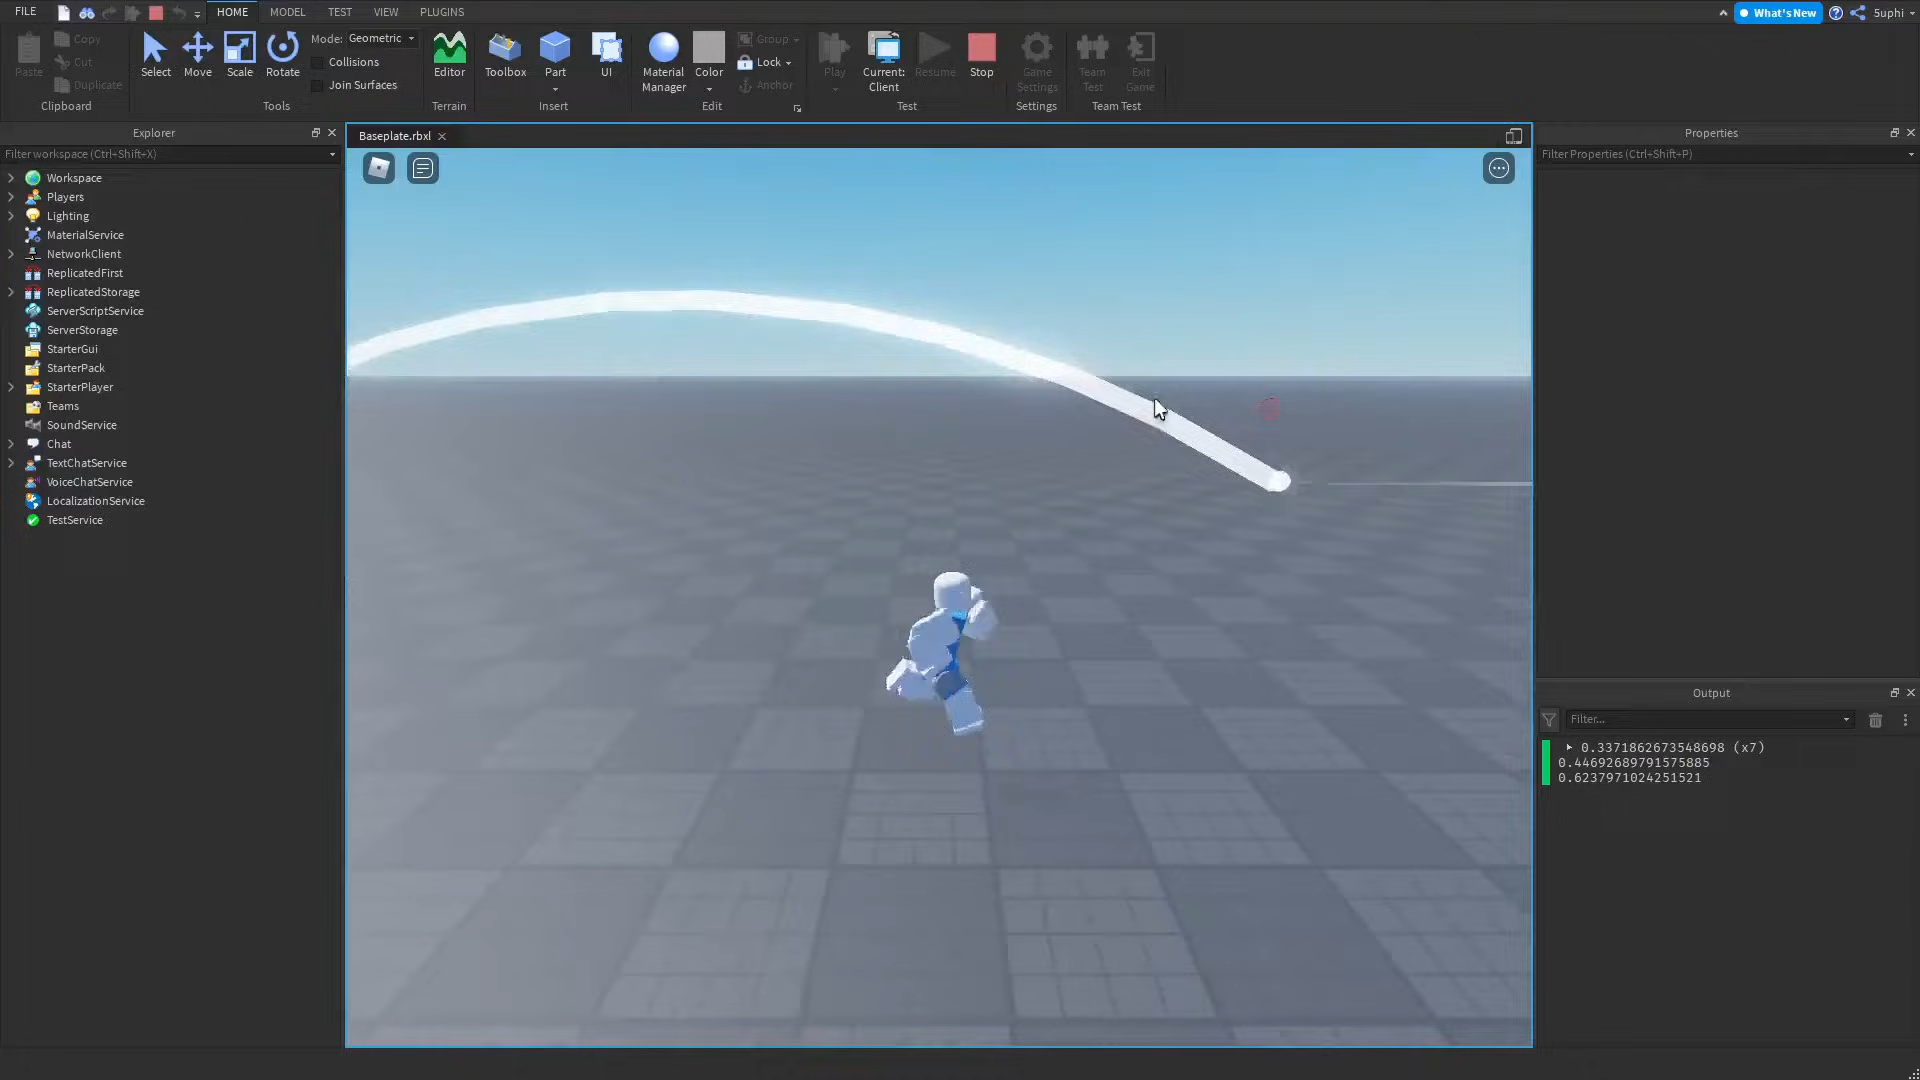 FILE
HOME
MODEL
TEST
VIEW
PLUGINS
What's New
Suphi
Paste
Copy
Cut
Duplicate
Clipboard
Select
Move
Scale
Rotate
Mode: Geometric
Collisions
Join Surfaces
Tools
Editor
Terrain
Toolbox
Part
UI
Insert
Material
Manager
Color
Group
Lock
Anchor
Edit
Play
Current:
Client
Resume
Stop
Test
Game
Settings
Settings
Team
Test
Exit
Game
Team Test
Explorer
Filter workspace (Ctrl+Shift+X)
Workspace
Players
Lighting
MaterialService
NetworkClient
ReplicatedFirst
ReplicatedStorage
ServerScriptService
ServerStorage
StarterGui
StarterPack
StarterPlayer
Teams
SoundService
Chat
TextChatService
VoiceChatService
LocalizationService
TestService
Baseplate.rbxl
Properties
Filter Properties (Ctrl+Shift+P)
Output
Filter...
0.3371862673548698 (x7)
0.44692689791575885
0.6237971024251521